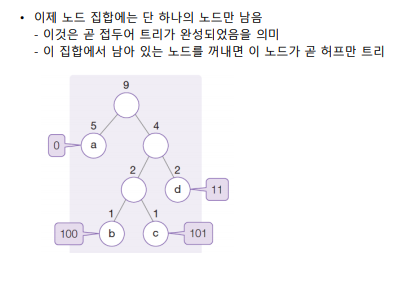 • 이제 노드 집합에는 단 하나의 노드만 남음
- 이것은 곧 접두어 트리가 완성되었음을 의미
- 이 집합에서 남아 있는 노드를 꺼내면 이 노드가 곧 허프만 트리
9
5 4
0 a
2 2
d 11
1 1
100 b c 101